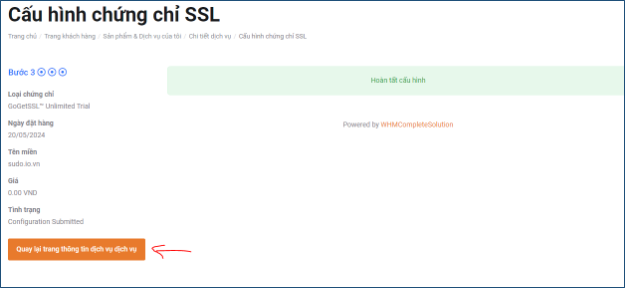 Cấu hình chứng chỉ SSL
Trang chủ / Trang khách hàng / Sản phẩm & Dịch vụ của tôi / Chi tiết dịch vụ / Cấu hình chứng chỉ SSL
Bước 3
Hoàn tất cấu hình
Loại chứng chỉ
GoGetSSL™ Unlimited Trial
Powered by WHMCompleteSolution
Ngày đặt hàng
20/05/2024
Tên miền
sudo.io.vn
Giá
0.00 VND
Tình trạng
Configuration Submitted
Quay lại trang thông tin dịch vụ dịch vụ